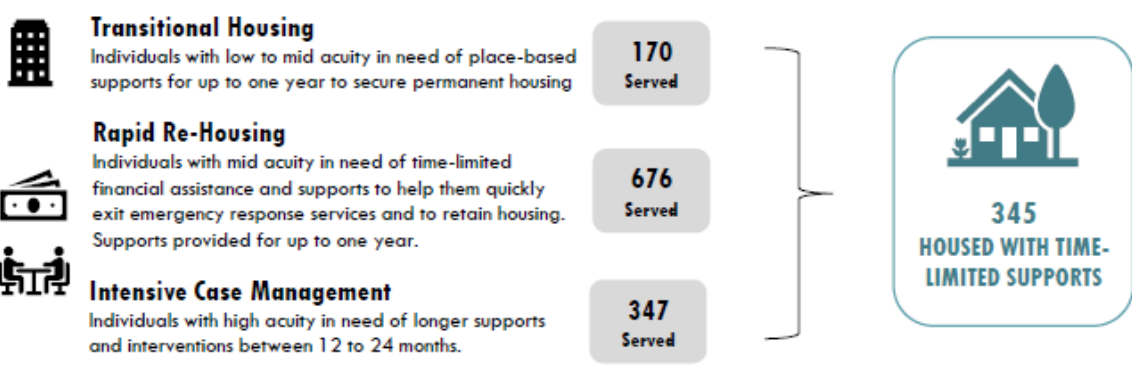 Transitional Housing
Individuals with low to mid acuity in need of place-based
supports for up to one year to secure permanent housing
170
Served
Rapid Re-Housing
Individuals with mid acuity in need of time-limited
financial assistance and supports to help them quickly
exit emergency response services and to retain housing.
Supports provided for up to one year.
676
Served
Intensive Case Management
Individuals with high acuity in need of longer supports
and interventions between 12 to 24 months.
347
Served
345
HOUSED WITH TIME-
LIMITED SUPPORTS